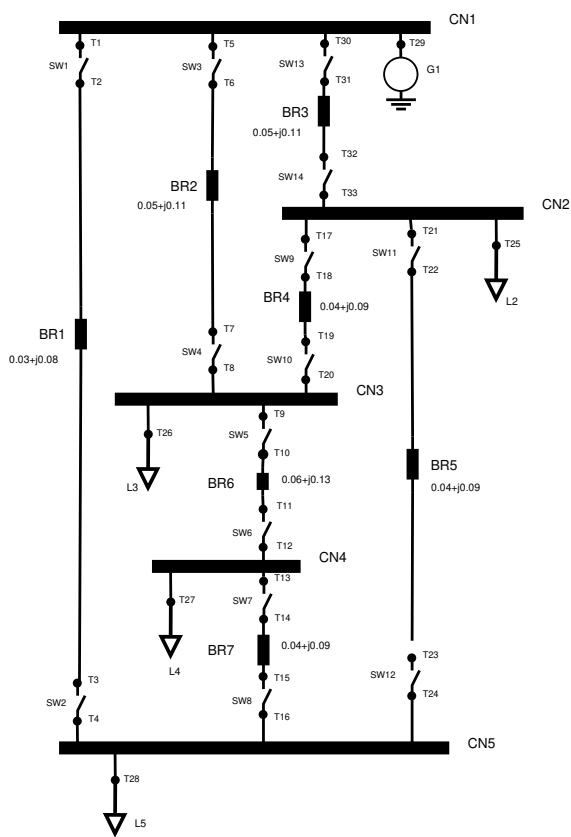 CN1
T1
T5
T30
T29
SW1
SW3
SW13
G1
T2
T6
T31
BR3
0.05+j0.11
T32
BR2
SW14
0.05+j0.11
T33
CN2
T17
T21
T25
SW9
SW11
T18
T22
BR4
0.04+j0.09
L2
BR1
T7
T19
0.03+j0.08
SW4
SW10
T8
T20
CN3
T9
T26
SW5
T10
BR5
L3
BR6
0.06+j0.13
0.04+j0.09
T11
SW6
T12
CN4
T13
T27
SW7
T14
BR7
0.04+j0.09
L4
T23
T3
T15
SW12
SW2
SW8
T24
T4
T16
CN5
T28
L5